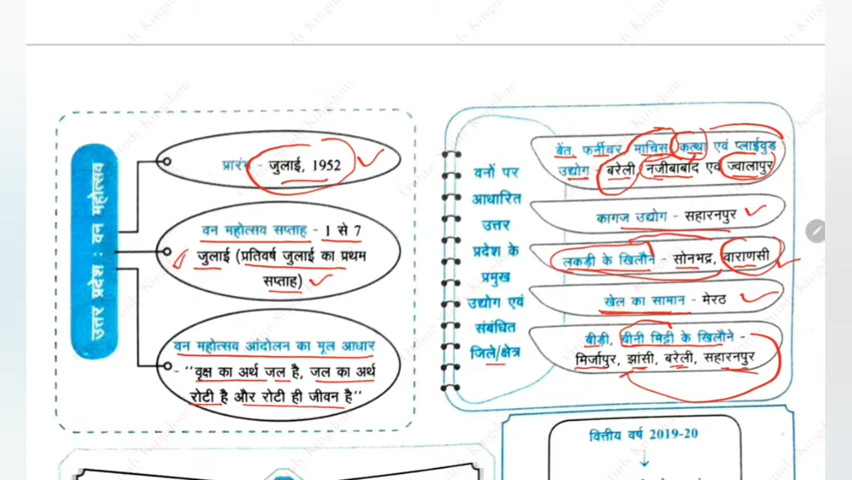 उत्तर प्रदेश : वन महोत्सव
प्रारंभ - जुलाई, 1952
वन महोत्सव सप्ताह - 1 से 7
जुलाई (प्रतिवर्ष जुलाई का प्रथम
सप्ताह)
वन महोत्सव आंदोलन का मूल आधार
- "वृक्ष का अर्थ जल है, जल का अर्थ
रोटी है और रोटी ही जीवन है"
वनों पर
आधारित
उत्तर
प्रदेश के
प्रमुख
उद्योग एवं
संबंधित
जिले/क्षेत्र
बेंत, फर्नीचर, माचिस, कत्था एवं प्लाईवुड
उद्योग - बरेली, नजीबाबाद एवं ज्वालापुर
कागज उद्योग - सहारनपुर
लकड़ी के खिलौने - सोनभद्र, वाराणसी
खेल का सामान - मेरठ
बीड़ी, चीनी मिट्टी के खिलौने -
मिर्जापुर, झांसी, बरेली, सहारनपुर
वित्तीय वर्ष 2019-20